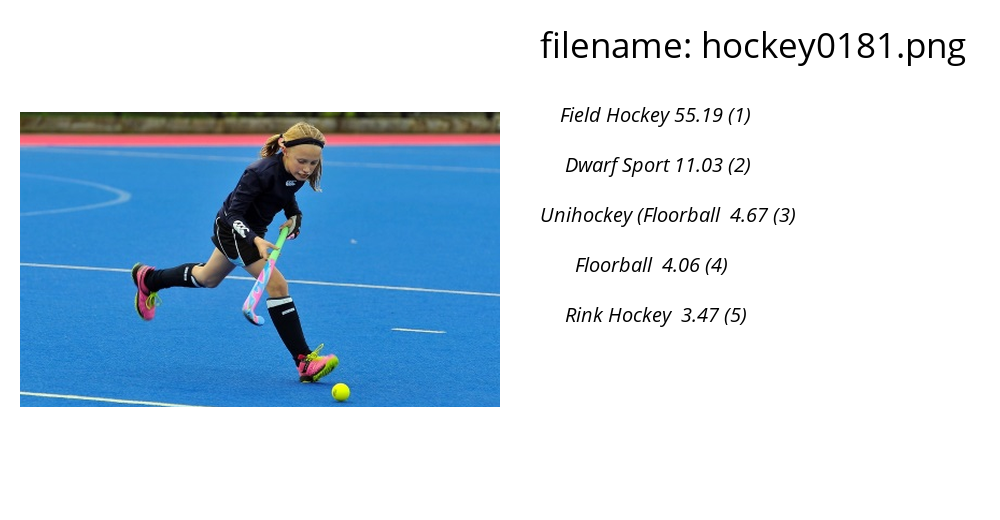 filename: hockey0181.png
Field Hockey 55.19 (1)
Dwarf Sport 11.03 (2)
Unihockey (Floorball 4.67 (3)
Floorball 4.06 (4)
Rink Hockey 3.47 (5)